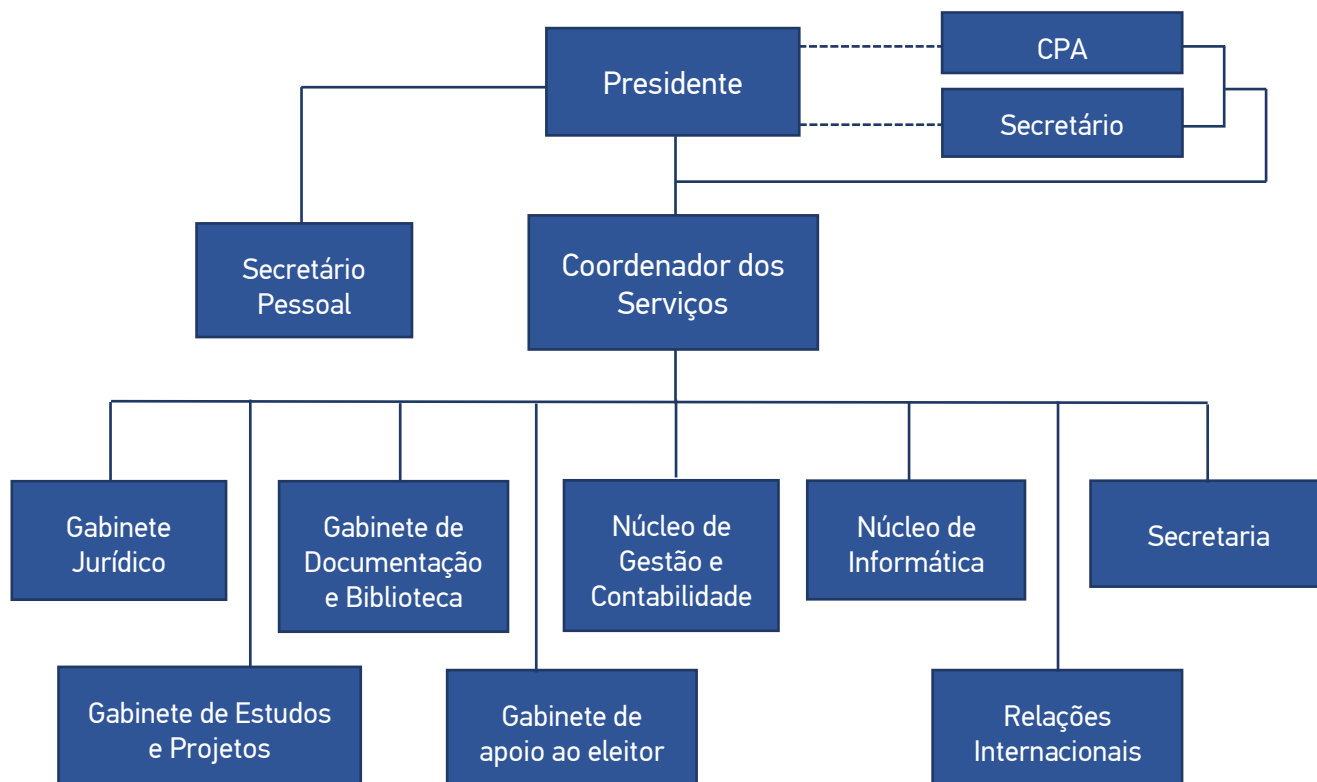 Presidente
CPA
Secretário
Secretário
Pessoal
Coordenador dos
Serviços
Gabinete
Jurídico
Gabinete de
Documentação
e Biblioteca
Núcleo de
Gestão e
Contabilidade
Núcleo de
Informática
Secretaria
Gabinete de Estudos
e Projetos
Gabinete de
apoio ao eleitor
Relações
Internacionais